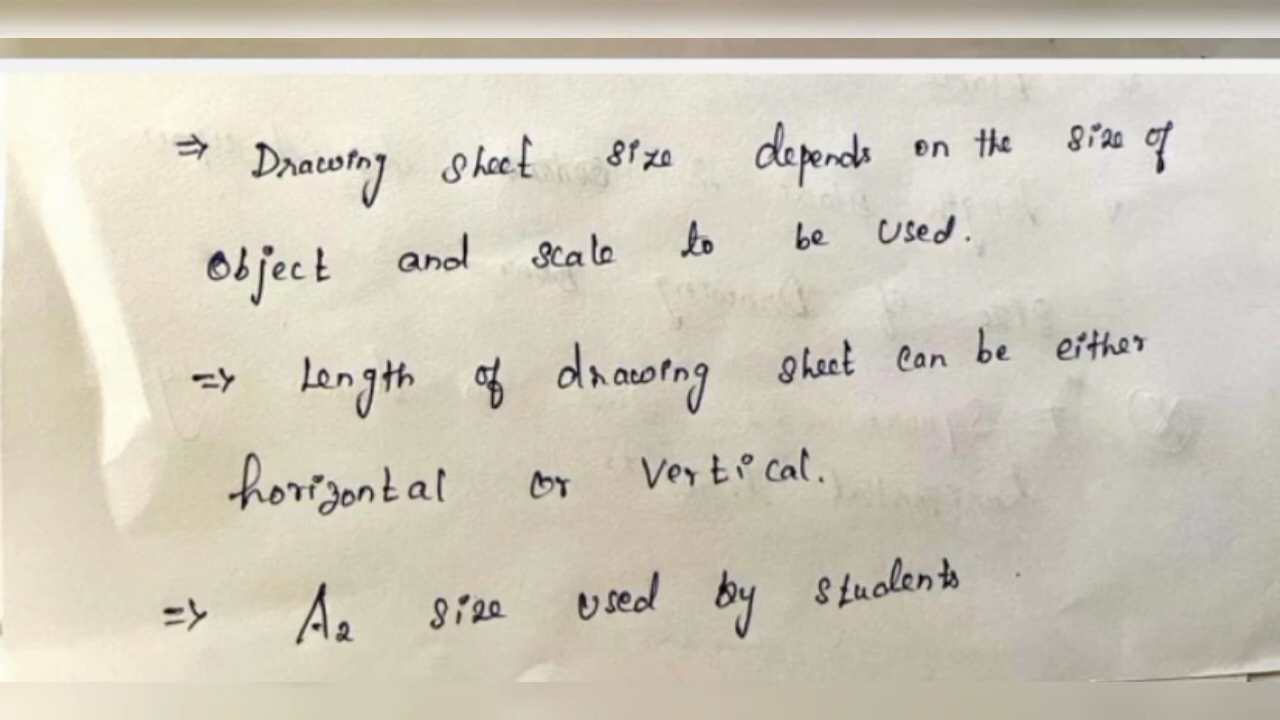 ⇒ Drawing sheet size depends on the size of
object and scale to be used.
⇒ Length of drawing sheet can be either
horizontal or vertical.
⇒ A₂ size used by students.